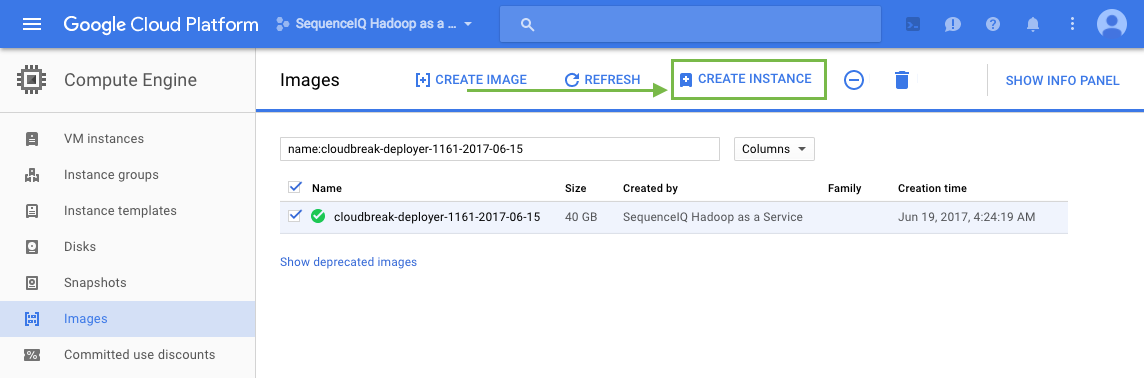 Google Cloud Platform SequenceIQ Hadoop as a ...
Compute Engine
Images CREATE IMAGE REFRESH CREATE INSTANCE SHOW INFO PANEL
VM instances
Instance groups
Instance templates
Disks
Snapshots
Images
Committed use discounts
name:cloudbreak-deployer-1161-2017-06-15 Columns
Name Size Created by Family Creation time
cloudbreak-deployer-1161-2017-06-15 40 GB SequenceIQ Hadoop as a Service Jun 19, 2017, 4:24:19 AM
Show deprecated images